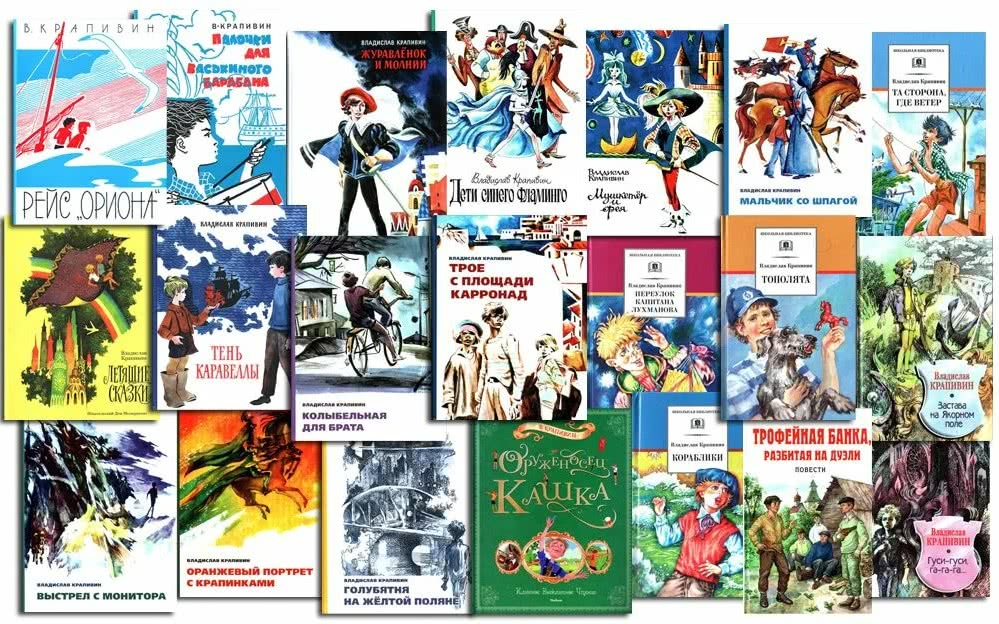 В. КРАПИВИН
РЕЙС „ОРИОНА“
В·КРАПИВИН
ПАЛОЧКИ
ДЛЯ
ВАСЬКИНОГО
БАРАБАНА
ВЛАДИСЛАВ КРАПИВИН
ЖУРАВЛЁНОК
И МОЛНИИ
Владислав Крапивин
Дети синего фламинго
Владислав
Крапивин
Мушкетёр
и
фея
ВЛАДИСЛАВ КРАПИВИН
МАЛЬЧИК СО ШПАГОЙ
ШКОЛЬНАЯ БИБЛИОТЕКА
Владислав Крапивин
ТА СТОРОНА,
ГДЕ ВЕТЕР
Владислав
Крапивин
ЛЕТЯЩИЕ
СКАЗКИ
Издательский Дом Мещерякова
ВЛАДИСЛАВ КРАПИВИН
ТЕНЬ
КАРАВЕЛЛЫ
ВЛАДИСЛАВ КРАПИВИН
КОЛЫБЕЛЬНАЯ
ДЛЯ БРАТА
ВЛАДИСЛАВ КРАПИВИН
ТРОЕ
С ПЛОЩАДИ
КАРРОНАД
ШКОЛЬНАЯ БИБЛИОТЕКА
Владислав Крапивин
ПЕРЕУЛОК
КАПИТАНА
ЛУХМАНОВА
ШКОЛЬНАЯ БИБЛИОТЕКА
Владислав Крапивин
ТОПОЛЯТА
Владислав
КРАПИВИН
Застава
на Якорном
поле
ВЛАДИСЛАВ КРАПИВИН
ВЫСТРЕЛ С МОНИТОРА
ВЛАДИСЛАВ КРАПИВИН
ОРАНЖЕВЫЙ ПОРТРЕТ
С КРАПИНКАМИ
ВЛАДИСЛАВ КРАПИВИН
ГОЛУБЯТНЯ
НА ЖЁЛТОЙ ПОЛЯНЕ
В. КРАПИВИН
ОРУЖЕНОСЕЦ
КАШКА
ШКОЛЬНАЯ БИБЛИОТЕКА
Владислав Крапивин
КОРАБЛИКИ
ТРОФЕЙНАЯ БАНКА,
РАЗБИТАЯ НА ДУЭЛИ
ПОВЕСТИ
Владислав
КРАПИВИН
Гуси-гуси,
га-га-га...